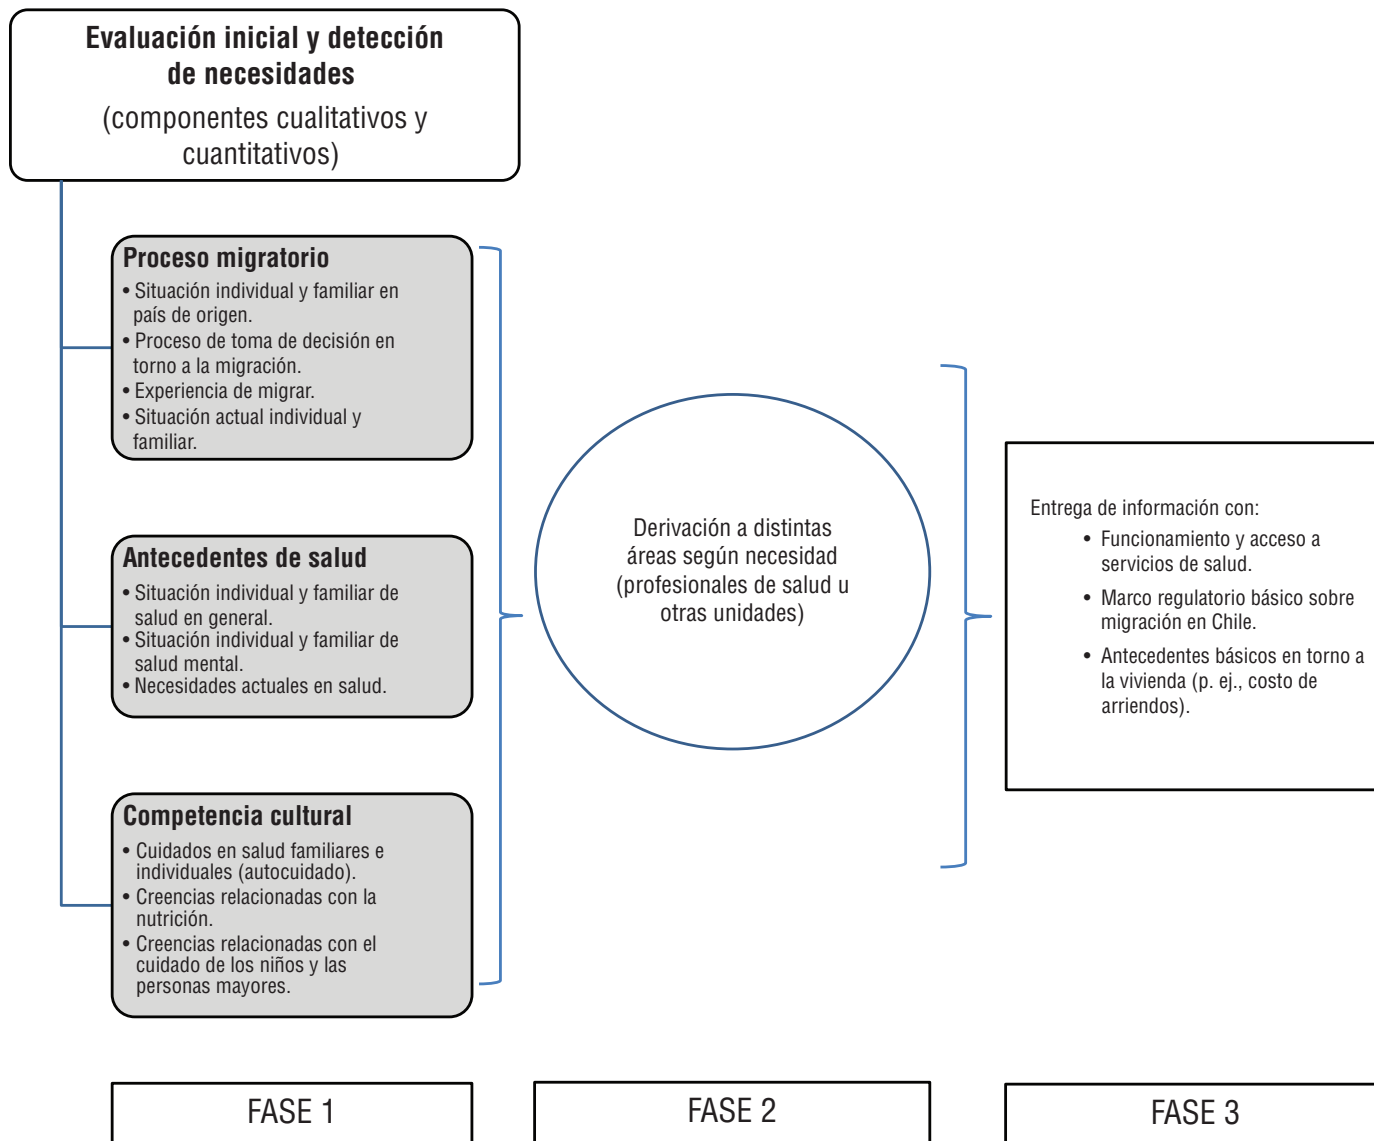 Evaluación inicial y detección
de necesidades
(componentes cualitativos y
cuantitativos)
Proceso migratorio
• Situación individual y familiar en
país de origen.
• Proceso de toma de decisión en
torno a la migración.
• Experiencia de migrar.
• Situación actual individual y
familiar.
Antecedentes de salud
• Situación individual y familiar de
salud en general.
• Situación individual y familiar de
salud mental.
• Necesidades actuales en salud.
Competencia cultural
• Cuidados en salud familiares e
individuales (autocuidado).
• Creencias relacionadas con la
nutrición.
• Creencias relacionadas con el
cuidado de los niños y las
personas mayores.
Derivación a distintas
áreas según necesidad
(profesionales de salud u
otras unidades)
Entrega de información con:
• Funcionamiento y acceso a
servicios de salud.
• Marco regulatorio básico sobre
migración en Chile.
• Antecedentes básicos en torno a
la vivienda (p. ej., costo de
arriendos).
FASE 1
FASE 2
FASE 3